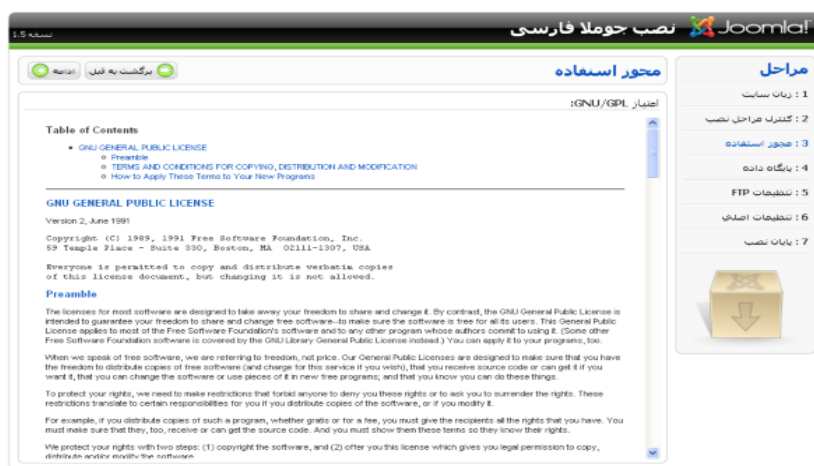 Joomla! نصب جوملا فارسی
نسخه 1.5
مراحل
1 : زبان سایت
2 : کنترل مراحل نصب
3 : مجوز استفاده
4 : پایگاه داده
5 : تنظیمات FTP
6 : تنظیمات اصلی
7 : پایان نصب
مجوز استفاده
برگشت به قبل
ادامه
امتیاز GNU/GPL:
Table of Contents
• GNU GENERAL PUBLIC LICENSE
o Preamble
o TERMS AND CONDITIONS FOR COPYING, DISTRIBUTION AND MODIFICATION
o How to Apply These Terms to Your New Programs
GNU GENERAL PUBLIC LICENSE
Version 2, June 1991
Copyright (C) 1989, 1991 Free Software Foundation, Inc.
59 Temple Place - Suite 330, Boston, MA 02111-1307, USA
Everyone is permitted to copy and distribute verbatim copies
of this license document, but changing it is not allowed.
Preamble
The licenses for most software are designed to take away your freedom to share and change it. By contrast, the GNU General Public License is
intended to guarantee your freedom to share and change free software--to make sure the software is free for all its users. This General Public
License applies to most of the Free Software Foundation's software and to any other program whose authors commit to using it. (Some other
Free Software Foundation software is covered by the GNU Library General Public License instead.) You can apply it to your programs, too.
When we speak of free software, we are referring to freedom, not price. Our General Public Licenses are designed to make sure that you have
the freedom to distribute copies of free software (and charge for this service if you wish), that you receive source code or can get it if you
want it, that you can change the software or use pieces of it in new free programs; and that you know you can do these things.
To protect your rights, we need to make restrictions that forbid anyone to deny you these rights or to ask you to surrender the rights. These
restrictions translate to certain responsibilities for you if you distribute copies of the software, or if you modify it.
For example, if you distribute copies of such a program, whether gratis or for a fee, you must give the recipients all the rights that you have. You
must make sure that they, too, receive or can get the source code. And you must show them these terms so they know their rights.
We protect your rights with two steps: (1) copyright the software, and (2) offer you this license which gives you legal permission to copy,
distribute and/or modify the software.